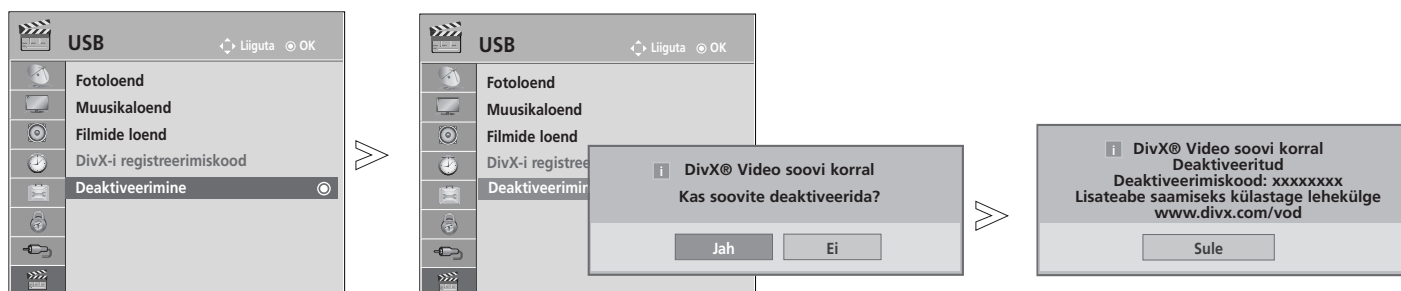 USB
Liiguta OK
Fotoloend
Muusikaloend
Filmide loend
DivX-i registreerimiskood
Deaktiveerimine
USB
Liiguta OK
Fotoloend
Muusikaloend
Filmide loend
DivX-i registree
Deaktiveerimin
i DivX® Video soovi korral
Kas soovite deaktiveerida?
Jah Ei
i DivX® Video soovi korral
Deaktiveeritud
Deaktiveerimiskood: xxxxxxxx
Lisateabe saamiseks külastage lehekülge
www.divx.com/vod
Sule